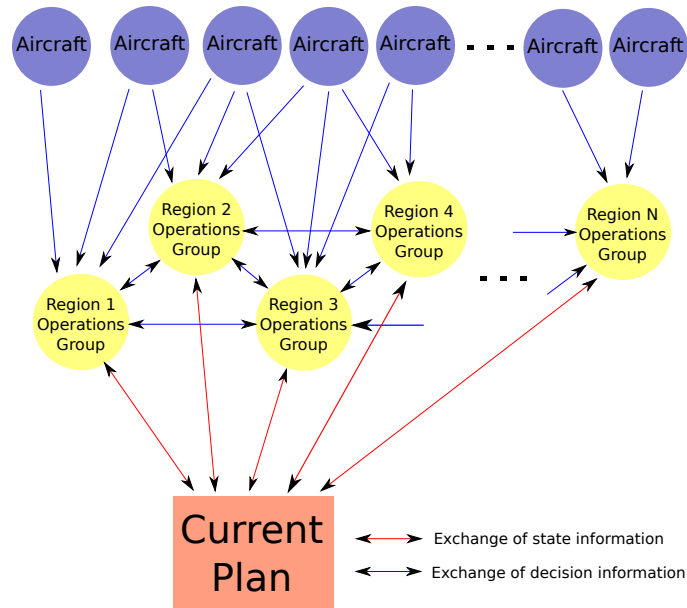 Aircraft
Aircraft
Aircraft
Aircraft
Aircraft
Aircraft
Aircraft
Region 2
Operations
Group
Region 4
Operations
Group
Region N
Operations
Group
Region 1
Operations
Group
Region 3
Operations
Group
Current
Plan
Exchange of state information
Exchange of decision information